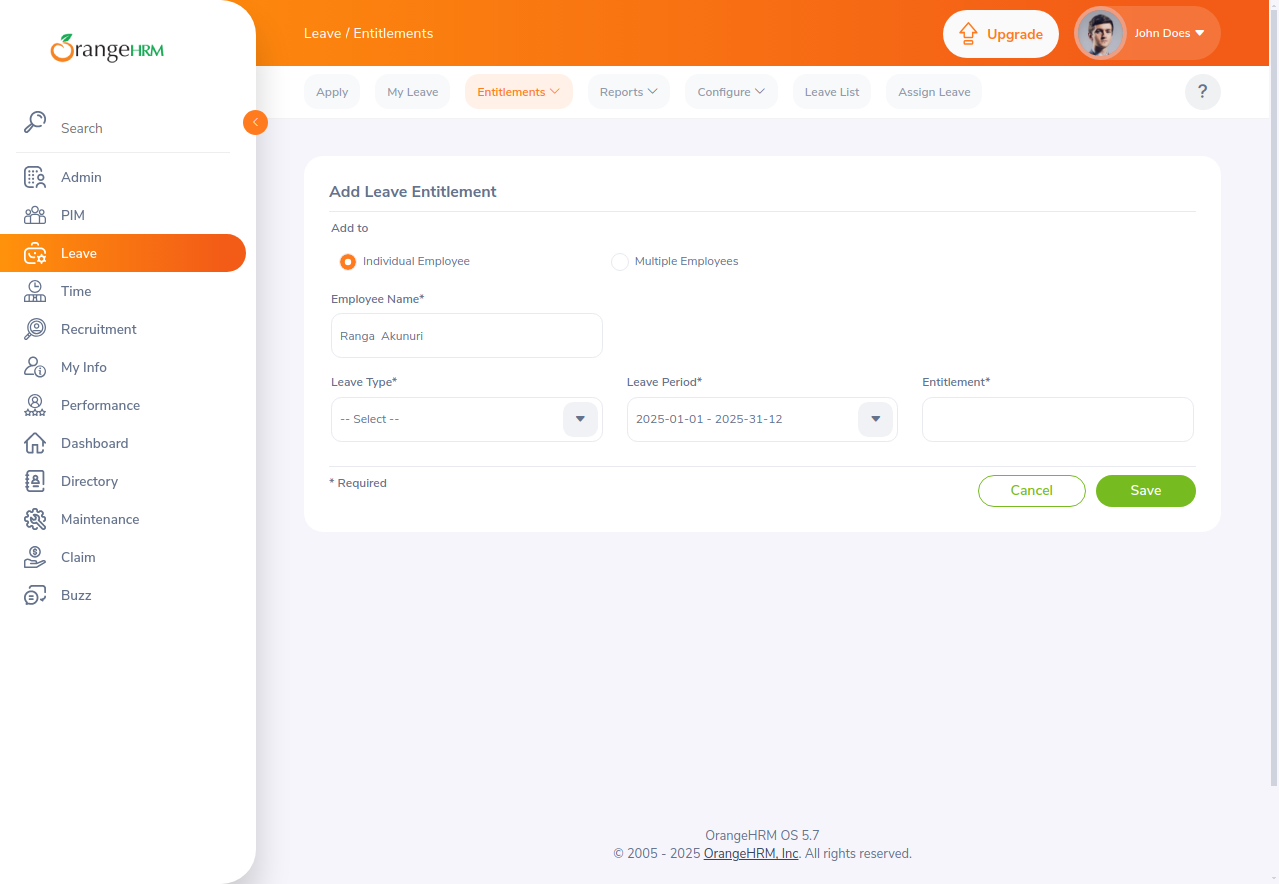 OrangeHRM
Leave / Entitlements
Upgrade
John Does
Search
Admin
PIM
Leave
Time
Recruitment
My Info
Performance
Dashboard
Directory
Maintenance
Claim
Buzz
Apply
My Leave
Entitlements
Reports
Configure
Leave List
Assign Leave
?
Add Leave Entitlement
Add to
Individual Employee
Multiple Employees
Employee Name*
Ranga  Akunuri
Leave Type*
Leave Period*
Entitlement*
-- Select --
2025-01-01 - 2025-31-12
* Required
Cancel
Save
OrangeHRM OS 5.7
© 2005 - 2025 OrangeHRM, Inc. All rights reserved.